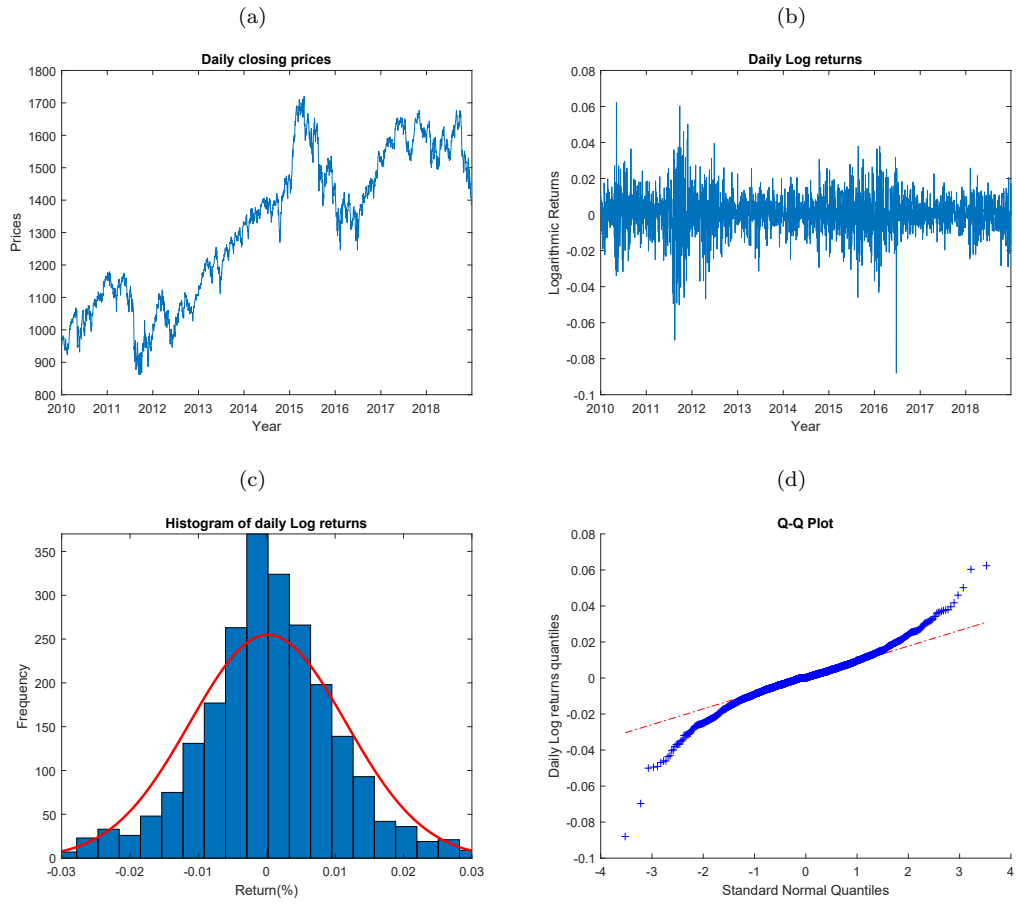 (a)
Daily closing prices
1800
1700
1600
1500
1400
1300
1200
1100
1000
900
800
Prices
2010 2011 2012 2013 2014 2015 2016 2017 2018
Year
(b)
Daily Log returns
0.08
0.06
0.04
0.02
0
-0.02
-0.04
-0.06
-0.08
-0.1
Logarithmic Returns
2010 2011 2012 2013 2014 2015 2016 2017 2018
Year
(c)
Histogram of daily Log returns
350
300
250
200
150
100
50
0
Frequency
-0.03 -0.02 -0.01 0 0.01 0.02 0.03
Return(%)
(d)
Q-Q Plot
0.08
0.06
0.04
0.02
0
-0.02
-0.04
-0.06
-0.08
-0.1
Daily Log returns quantiles
-4 -3 -2 -1 0 1 2 3 4
Standard Normal Quantiles